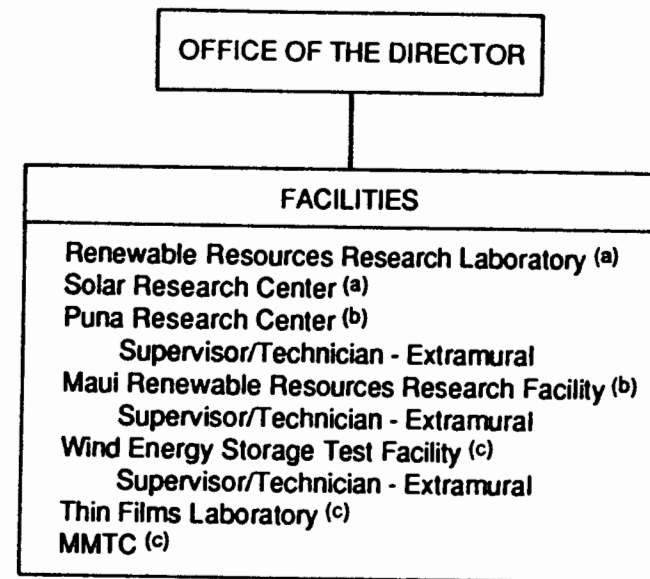 OFFICE OF THE DIRECTOR
FACILITIES
Renewable Resources Research Laboratory (a)
Solar Research Center (a)
Puna Research Center (b)
Supervisor/Technician - Extramural
Maui Renewable Resources Research Facility (b)
Supervisor/Technician - Extramural
Wind Energy Storage Test Facility (c)
Supervisor/Technician - Extramural
Thin Films Laboratory (c)
MMTC (c)